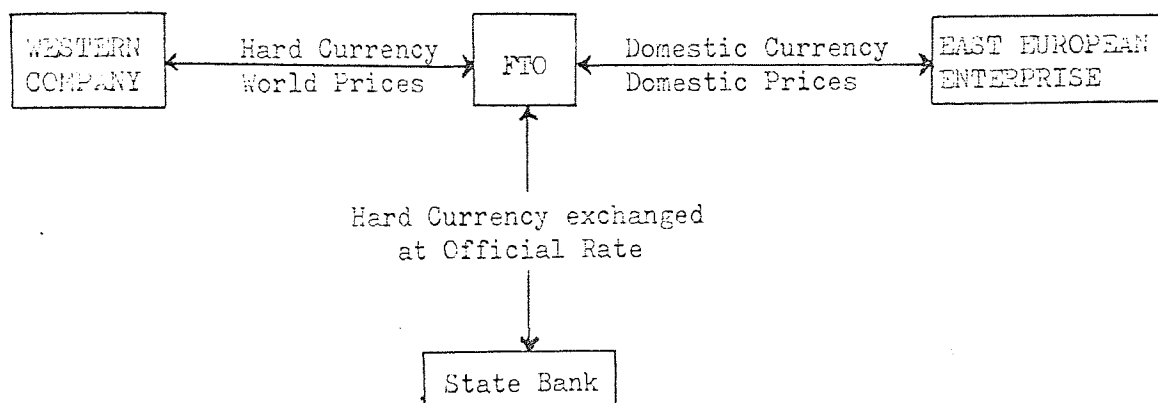 WESTERN
COMPANY
Hard Currency
World Prices
FTO
Domestic Currency
Domestic Prices
EAST EUROPEAN
ENTERPRISE
Hard Currency exchanged
at Official Rate
State Bank